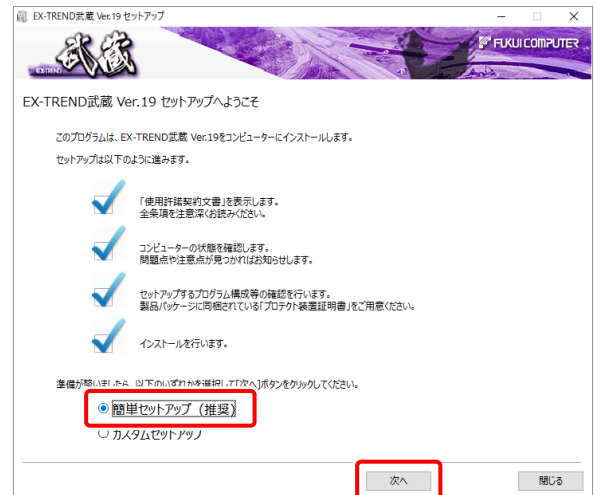 EX-TREND武蔵 Ver.19 セットアップ
EX-TREND 武蔵
FUKUI COMPUTER
EX-TREND武蔵 Ver.19 セットアップへようこそ
このプログラムは、EX-TREND武蔵 Ver.19をコンピューターにインストールします。
セットアップは以下のように進みます。
「使用許諾契約文書」を表示します。
全条項を注意深くお読みください。
コンピューターの状態を確認します。
問題点や注意点が見つかればお知らせします。
セットアップするプログラム構成等の確認を行います。
製品パッケージに同梱されている「プロテクト装置証明書」をご用意ください。
インストールを行います。
準備が整いましたら、以下のいずれかを選択して「次へ]ボタンをクリックしてください。
簡単セットアップ（推奨）
カスタムセットアップ
次へ
閉じる